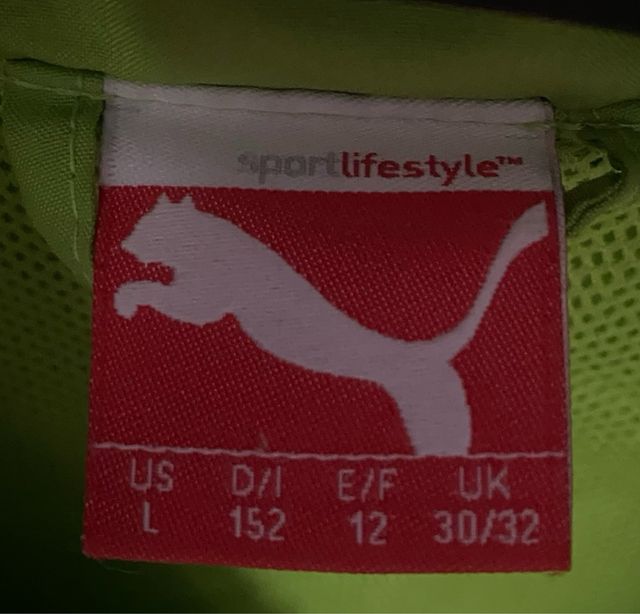 sportlifestyle™
US D/I E/F UK
L 152 12 30/32